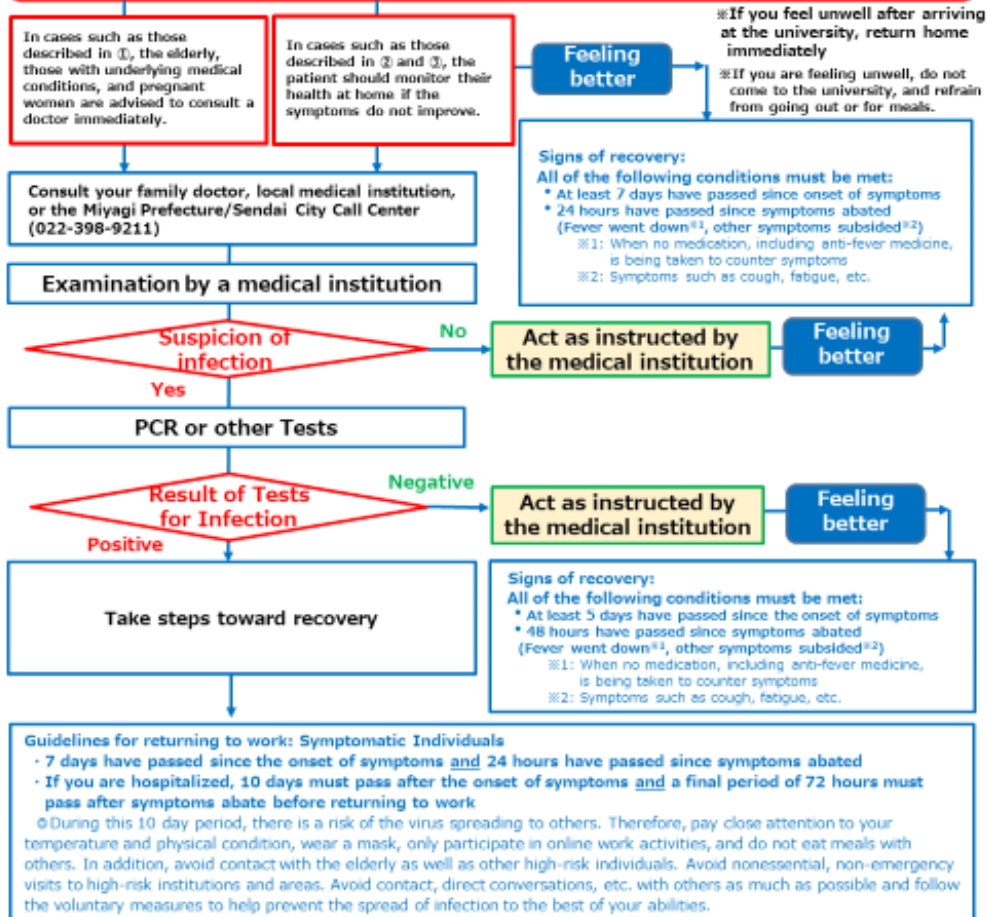 ※If you feel unwell after arriving
at the university, return home
immediately
※If you are feeling unwell, do not
come to the university, and refrain
from going out or for meals.
In cases such as those
described in ①, the elderly,
those with underlying medical
conditions, and pregnant
women are advised to consult a
doctor immediately.
In cases such as those
described in ② and ③, the
patient should monitor their
health at home if the
symptoms do not improve.
Feeling
better
Signs of recovery:
All of the following conditions must be met:
* At least 7 days have passed since onset of symptoms
* 24 hours have passed since symptoms abated
(Fever went down※1, other symptoms subsided※2)
※1: When no medication, including anti-fever medicine,
is being taken to counter symptoms
※2: Symptoms such as cough, fatigue, etc.
Consult your family doctor, local medical institution,
or the Miyagi Prefecture/Sendai City Call Center
(022-398-9211)
Examination by a medical institution
Suspicion of
infection
No
Act as instructed by
the medical institution
Feeling
better
Yes
PCR or other Tests
Result of Tests
for Infection
Negative
Act as instructed by
the medical institution
Feeling
better
Positive
Take steps toward recovery
Signs of recovery:
All of the following conditions must be met:
* At least 5 days have passed since the onset of symptoms
* 48 hours have passed since symptoms abated
(Fever went down※1, other symptoms subsided※2)
※1: When no medication, including anti-fever medicine,
is being taken to counter symptoms
※2: Symptoms such as cough, fatigue, etc.
Guidelines for returning to work: Symptomatic Individuals
・7 days have passed since the onset of symptoms and 24 hours have passed since symptoms abated
・If you are hospitalized, 10 days must pass after the onset of symptoms and a final period of 72 hours must
pass after symptoms abate before returning to work
◎During this 10 day period, there is a risk of the virus spreading to others. Therefore, pay close attention to your
temperature and physical condition, wear a mask, only participate in online work activities, and do not eat meals with
others. In addition, avoid contact with the elderly as well as other high-risk individuals. Avoid nonessential, non-emergency
visits to high-risk institutions and areas. Avoid contact, direct conversations, etc. with others as much as possible and follow
the voluntary measures to help prevent the spread of infection to the best of your abilities.